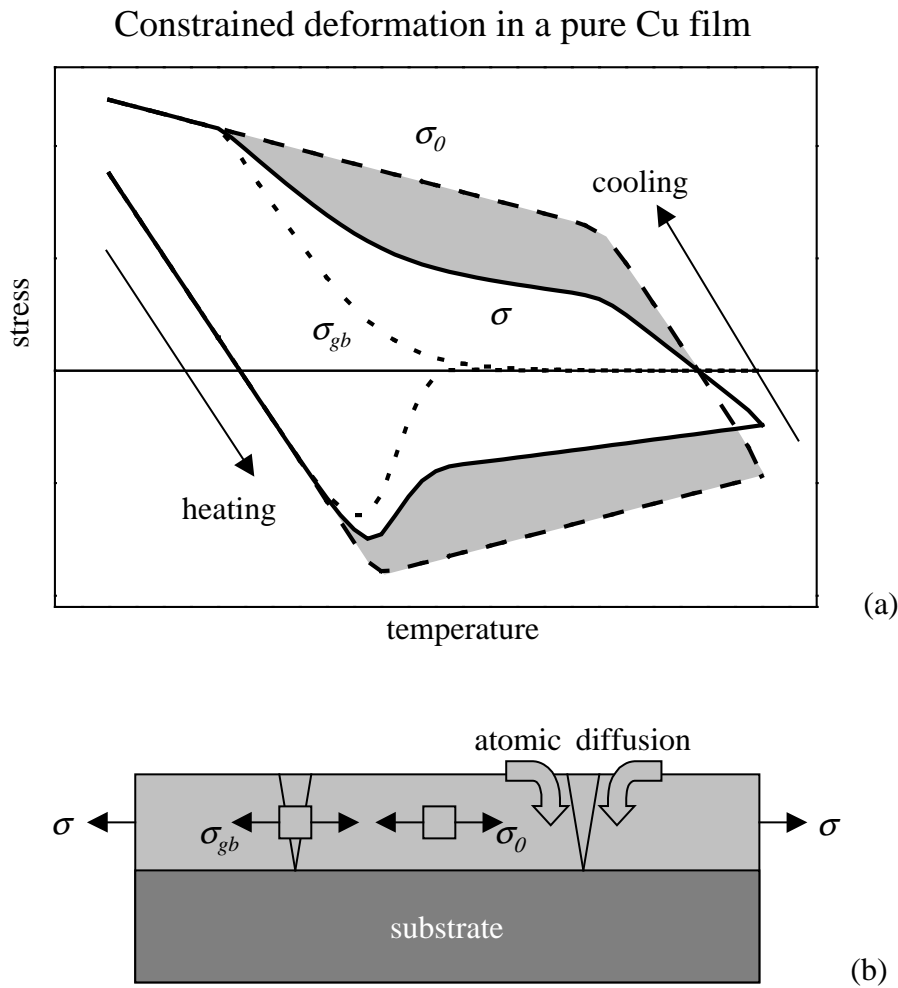 Constrained deformation in a pure Cu film
σ0
cooling
σ
σgb
stress
heating
temperature
(a)
atomic diffusion
σ
σgb
σ0
σ
substrate
(b)